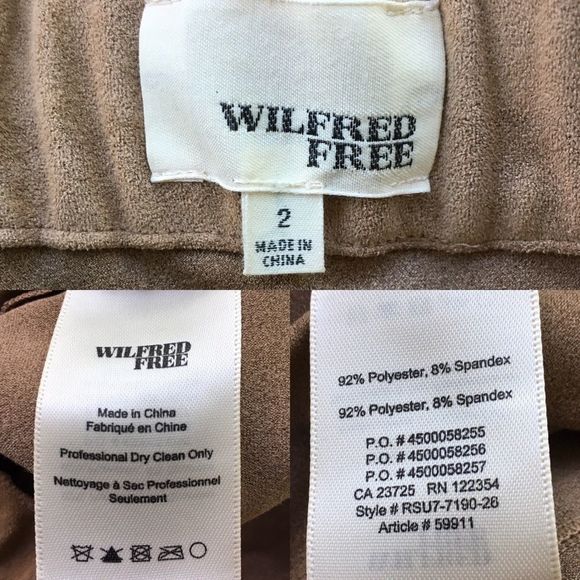 WILFRED
FREE
2
MADE IN
CHINA
WILFRED
FREE
Made in China
Fabriqué en Chine
Professional Dry Clean Only
Nettoyage à Sac Professionel
Seulement
92% Polyester, 8% Spandex
92% Polyester, 8% Spandex
P.O. # 4500058255
P.O. # 4500058256
P.O. # 4500058257
CA 23725 RN 122354
Style # RSU7-7190-26
Article # 59911